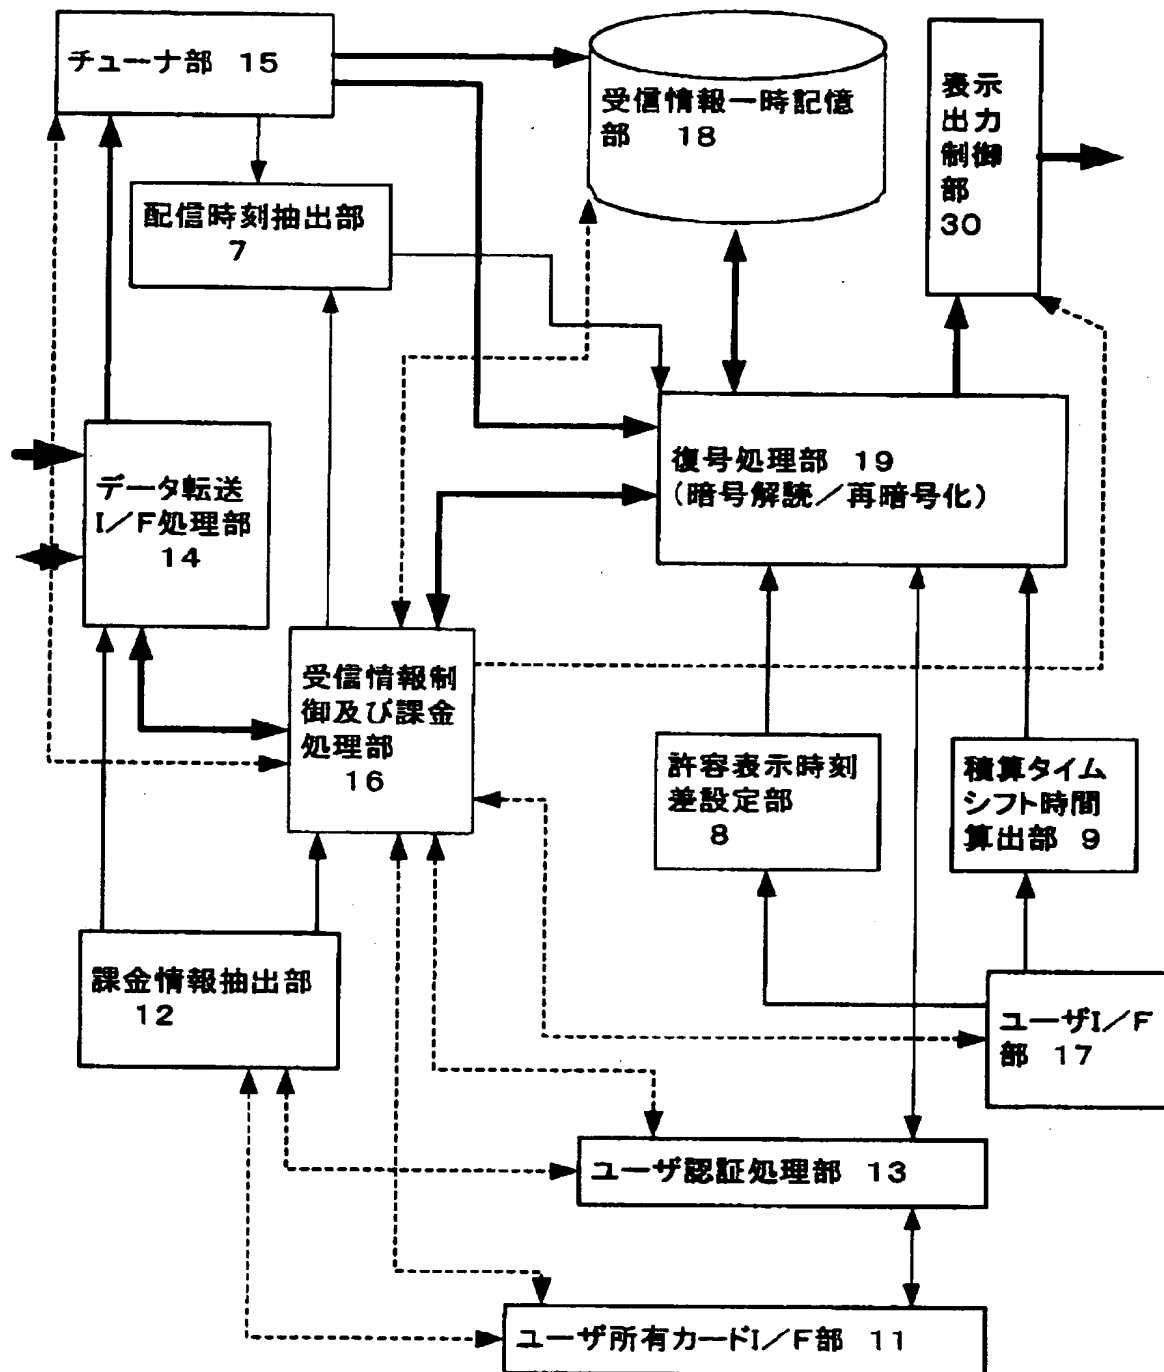 チューナ部 15
受信情報一時記憶
部 18
表示
出力
制御
部
30
配信時刻抽出部
7
データ転送
I/F処理部
14
復号処理部 19
(暗号解読/再暗号化)
受信情報制
御及び課金
処理部
16
許容表示時刻
差設定部
8
積算タイム
シフト時間
算出部 9
課金情報抽出部
12
ユーザI/F
部 17
ユーザ認証処理部 13
ユーザ所有カードI/F部 11